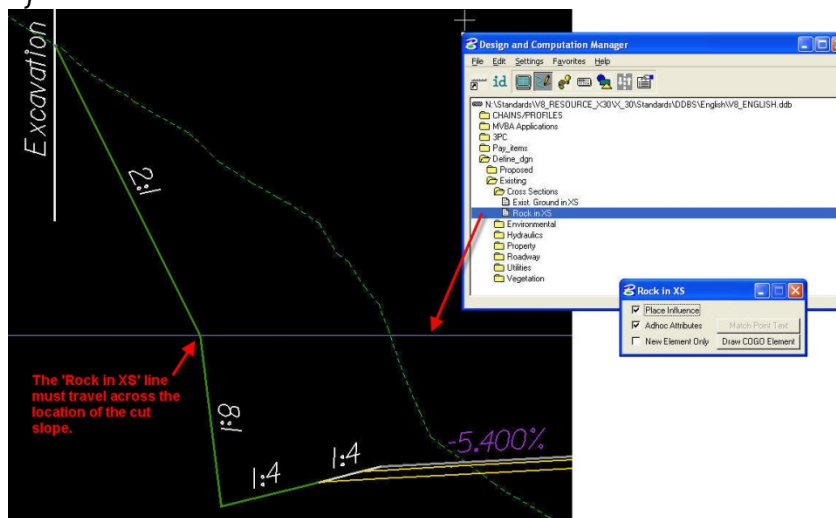 Excavation
2:1
8:1
1:4
1:4
-5.400%
The 'Rock in XS' line
must travel across the
location of the cut
slope.
Design and Computation Manager
File Edit Settings Favorites Help
id
N:\Standards\V8_RESOURCE_X30\X_30\Standards\DDBS\English\V8_ENGLISH.ddb
CHAINS/PROFILES
MVBA Applications
3PC
Pay_items
Define_dgn
Proposed
Existing
Cross Sections
Exist. Ground in XS
Rock in XS
Environmental
Hydraulics
Property
Roadway
Utilities
Vegetation
Rock in XS
Place Influence
Adhoc Attributes Match Point Text
New Element Only Draw COGO Element